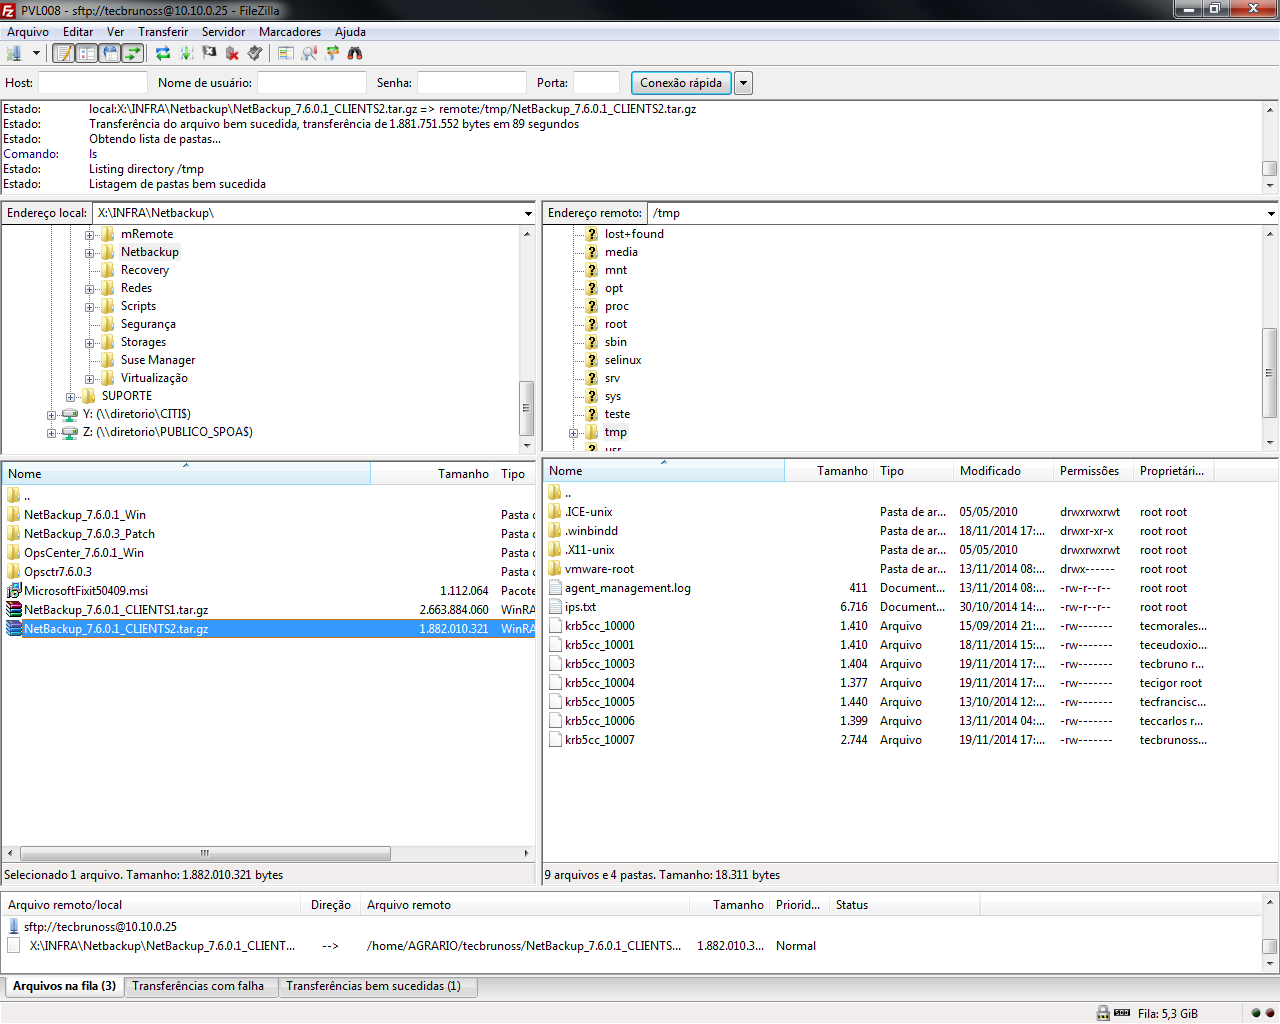 PVL008 - sftp://tecbrunoss@10.10.0.25 - FileZilla
Arquivo Editar Ver Transferir Servidor Marcadores Ajuda
Host: Nome de usuário: Senha: Porta: Conexão rápida
Estado: local:X:\INFRA\Netbackup\NetBackup_7.6.0.1_CLIENTS2.tar.gz => remote:/tmp/NetBackup_7.6.0.1_CLIENTS2.tar.gz
Estado: Transferência do arquivo bem sucedida, transferência de 1.881.751.552 bytes em 89 segundos
Estado: Obtendo lista de pastas...
Comando: ls
Estado: Listing directory /tmp
Estado: Listagem de pastas bem sucedida
Endereço local: X:\INFRA\Netbackup\
mRemote
Netbackup
Recovery
Redes
Scripts
Segurança
Storages
Suse Manager
Virtualização
SUPORTE
Y: (\\diretorio\CITI$)
Z: (\\diretorio\PUBLICO_SPOA$)
Nome Tamanho Tipo
..
NetBackup_7.6.0.1_Win Pasta d
NetBackup_7.6.0.3_Patch Pasta d
OpsCenter_7.6.0.1_Win Pasta d
Opsctr7.6.0.3 Pasta d
MicrosoftFixit50409.msi 1.112.064 Pacote
NetBackup_7.6.0.1_CLIENTS1.tar.gz 2.663.884.060 WinRA
NetBackup_7.6.0.1_CLIENTS2.tar.gz 1.882.010.321 WinRA
Selecionado 1 arquivo. Tamanho: 1.882.010.321 bytes
Endereço remoto: /tmp
lost+found
media
mnt
opt
proc
root
sbin
selinux
srv
sys
teste
tmp
usr
Nome Tamanho Tipo Modificado Permissões Proprietári...
..
.ICE-unix Pasta de ar... 05/05/2010 drwxrwxrwt root root
.winbindd Pasta de ar... 18/11/2014 17:... drwxr-xr-x root root
.X11-unix Pasta de ar... 05/05/2010 drwxrwxrwt root root
vmware-root Pasta de ar... 13/11/2014 08:... drwx------ root root
agent_management.log 411 Document... 13/11/2014 08:... -rw-r--r-- root root
ips.txt 6.716 Document... 30/10/2014 14:... -rw-r--r-- root root
krb5cc_10000 1.410 Arquivo 15/09/2014 21:... -rw------- tecmorales...
krb5cc_10001 1.410 Arquivo 18/11/2014 15:... -rw------- teceudoxio...
krb5cc_10003 1.404 Arquivo 19/11/2014 17:... -rw------- tecbruno r...
krb5cc_10004 1.377 Arquivo 19/11/2014 17:... -rw------- tecigor root
krb5cc_10005 1.440 Arquivo 13/10/2014 12:... -rw------- tecfrancisc...
krb5cc_10006 1.399 Arquivo 13/11/2014 04:... -rw------- teccarlos r...
krb5cc_10007 2.744 Arquivo 19/11/2014 17:... -rw------- tecbrunoss...
9 arquivos e 4 pastas. Tamanho: 18.311 bytes
Arquivo remoto/local Direção Arquivo remoto Tamanho Priorid... Status
sftp://tecbrunoss@10.10.0.25
X:\INFRA\Netbackup\NetBackup_7.6.0.1_CLIENT... --> /home/AGRARIO/tecbrunoss/NetBackup_7.6.0.1_CLIENTS... 1.882.010.3... Normal
Arquivos na fila (3) Transferências com falha Transferências bem sucedidas (1)
Fila: 5,3 GiB